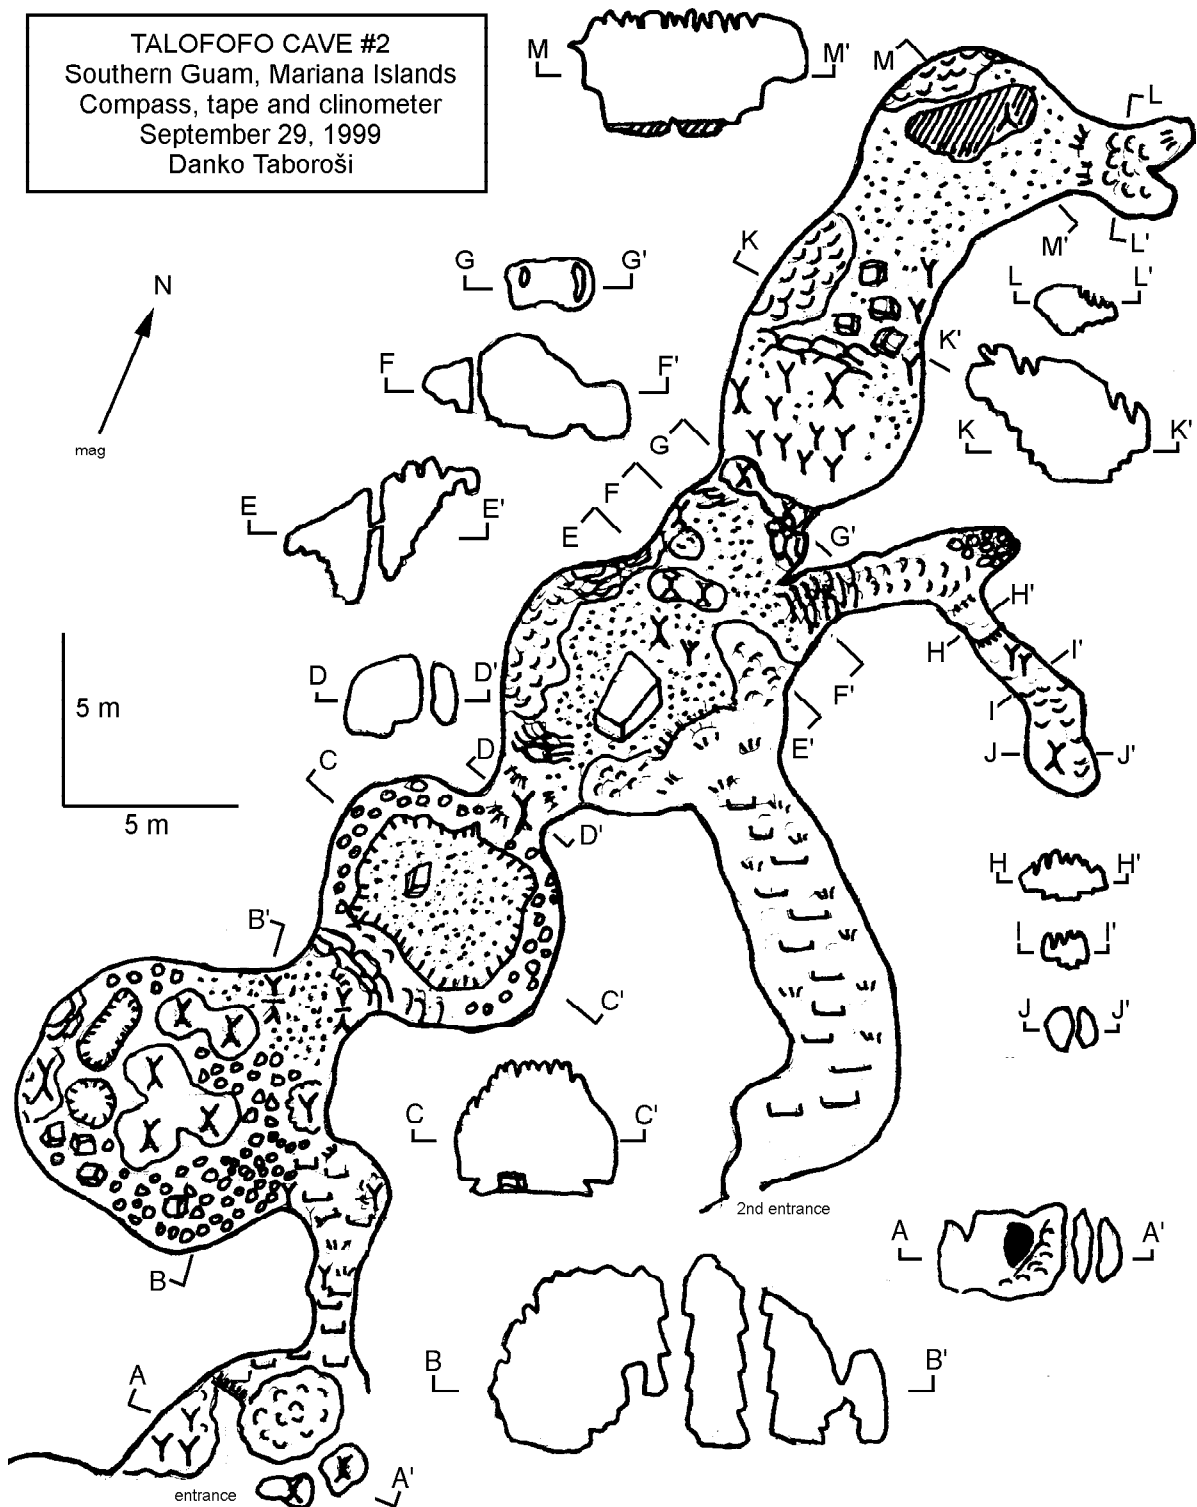 TALOFOFO CAVE #2
Southern Guam, Mariana Islands
Compass, tape and clinometer
September 29, 1999
Danko Taboroši
M M'
M
L
G G'
K
M'
L'
L L'
N
F F'
K'
mag
G
K K'
F
E E'
E
G'
H'
H
I'
D D'
F'
I
5 m
C
D
E'
J J'
5 m
D'
H H'
B'
I I'
C'
J J'
C C'
2nd entrance
A A'
B
A
B B'
entrance
A'